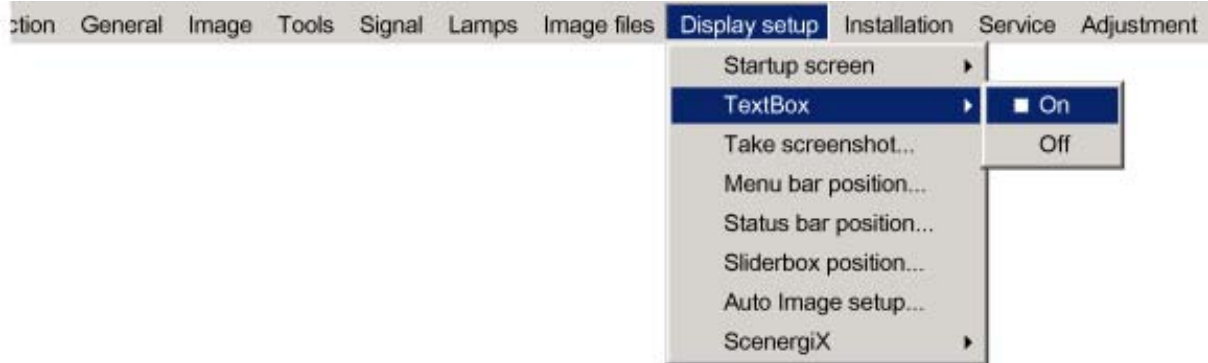 ction General Image Tools Signal Lamps Image files Display setup Installation Service Adjustment
Startup screen
TextBox
On
Take screenshot...
Off
Menu bar position...
Status bar position...
Sliderbox position...
Auto Image setup...
ScenergiX